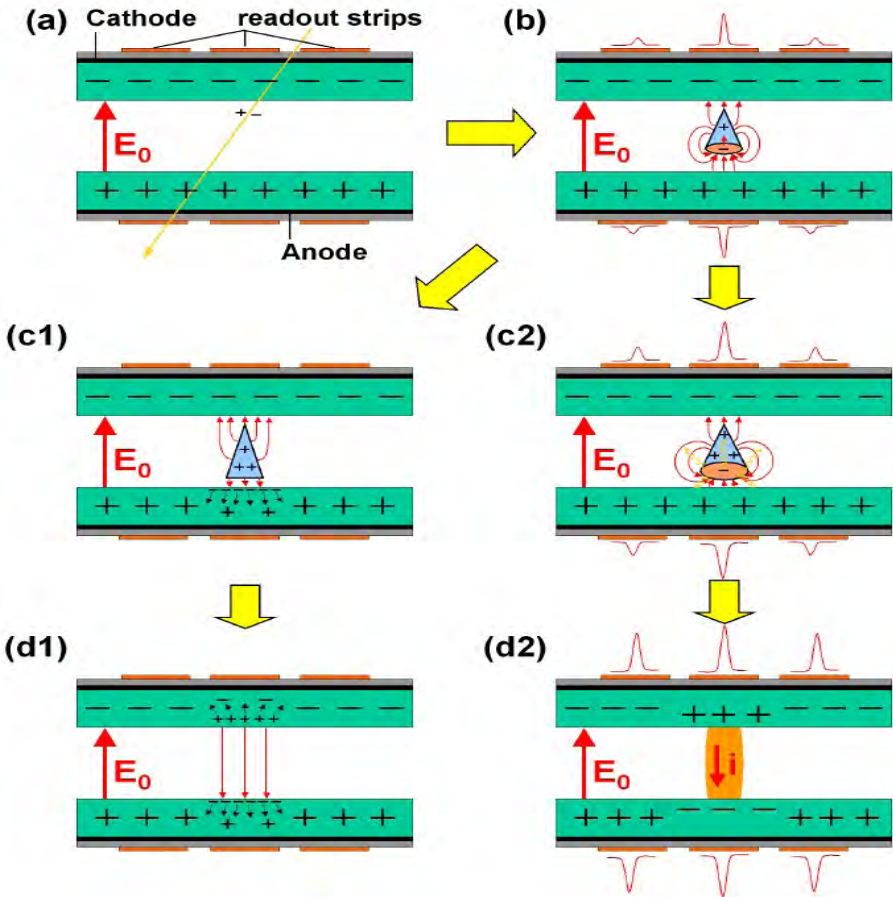 (a)
Cathode
readout strips
(b)
− − − − − − − −
+ −
E₀
+ + + + + + + +
Anode
− − − − − − − −
+
−
E₀
+ + + + + + + +
(c1)
− − − − − − − −
+
+ +
E₀
+ + + + + + + +
(c2)
− − − − − − − −
+
+ +
−
E₀
+ + + + + + + +
(d1)
(d2)
E₀
i
E₀